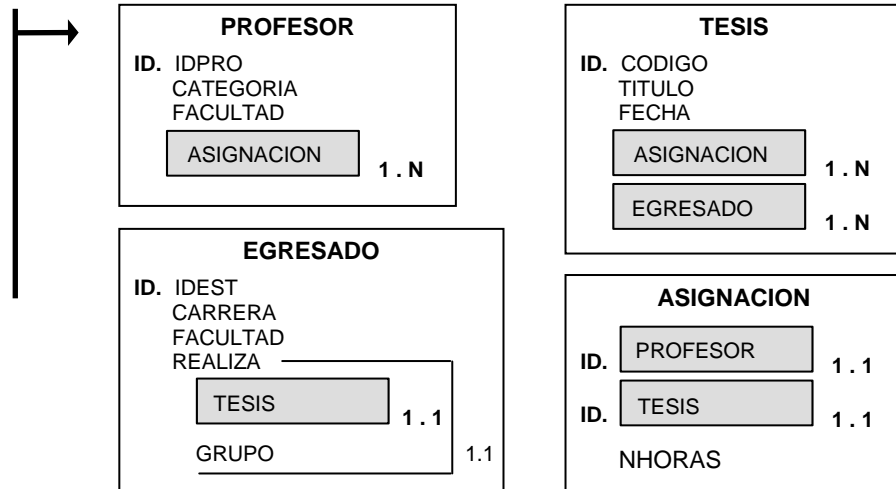 PROFESOR
ID. IDPRO
CATEGORIA
FACULTAD
ASIGNACION
1 . N
TESIS
ID. CODIGO
TITULO
FECHA
ASIGNACION
1 . N
EGRESADO
1 . N
EGRESADO
ID. IDEST
CARRERA
FACULTAD
REALIZA
TESIS
1 . 1
GRUPO
1.1
ASIGNACION
ID. PROFESOR
1 . 1
ID. TESIS
1 . 1
NHORAS